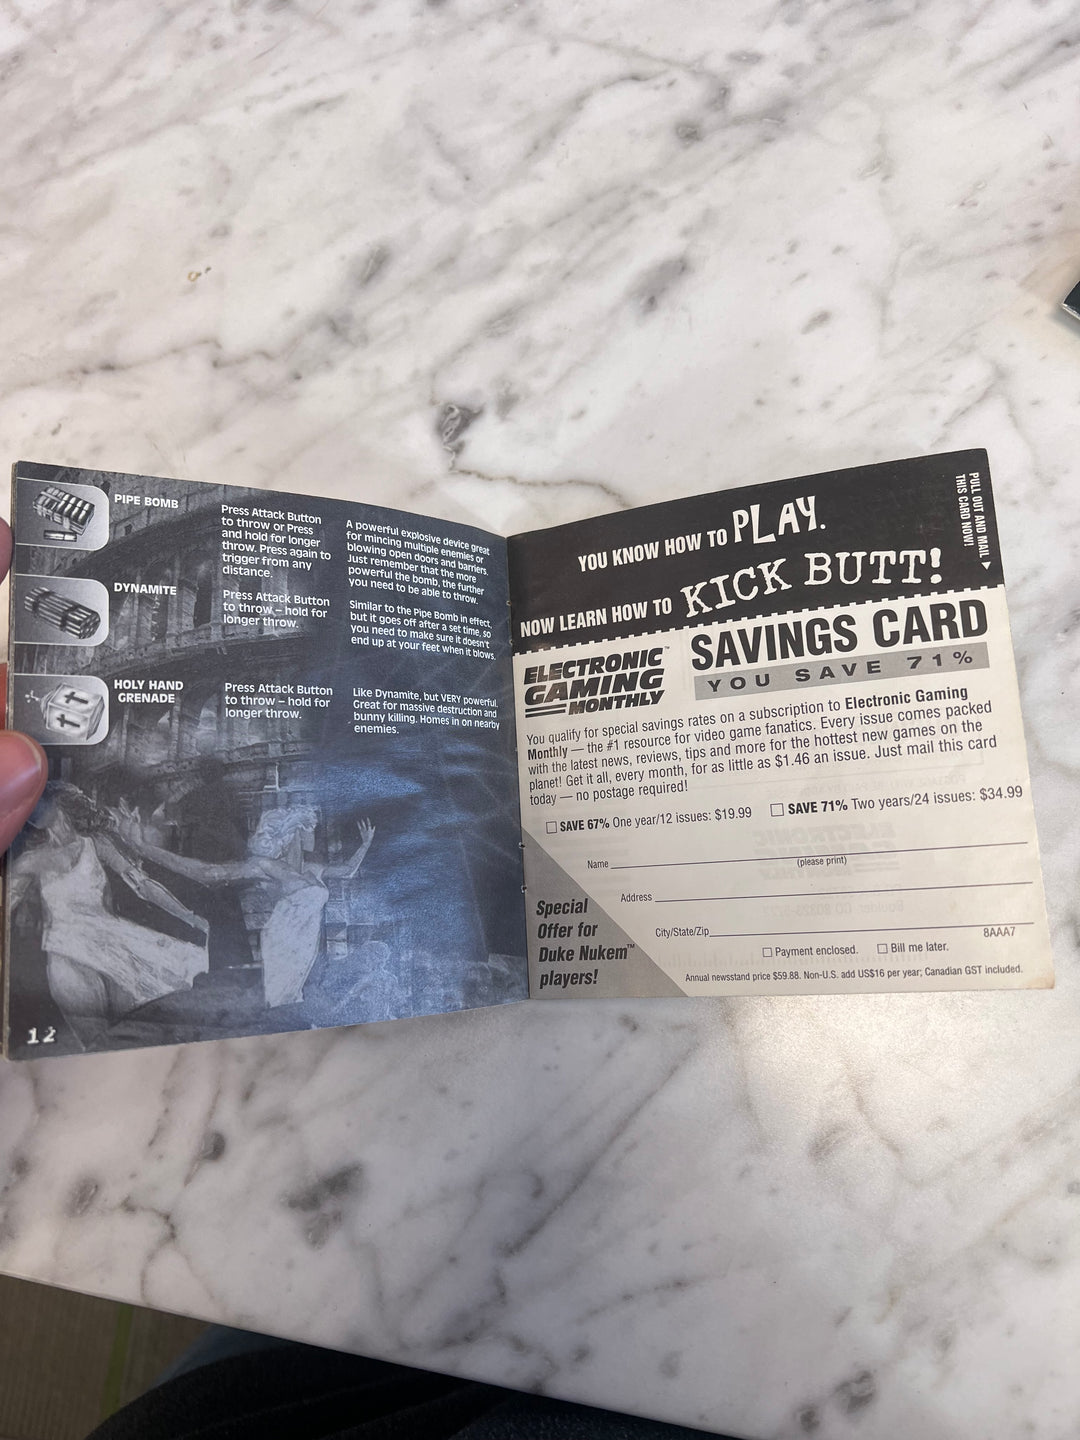 PIPE BOMB
Press Attack Button
to throw or Press
and hold for longer
throw. Press again to
trigger from any
distance.
A powerful explosive device great
for mincing multiple enemies or
blowing open doors and barriers.
Just remember that the more
powerful the bomb, the further
you need to be able to throw.
DYNAMITE
Press Attack Button
to throw – hold for
longer throw.
Similar to the Pipe Bomb in effect,
but it goes off after a set time, so
you need to make sure it doesn't
end up at your feet when it blows.
HOLY HAND
GRENADE
Press Attack Button
to throw – hold for
longer throw.
Like Dynamite, but VERY powerful.
Great for massive destruction and
bunny killing. Homes in on nearby
enemies.
12
PULL OUT AND MAIL
THIS CARD NOW!
YOU KNOW HOW TO PLAY.
NOW LEARN HOW TO KICK BUTT!
ELECTRONIC
GAMING
MONTHLY™
SAVINGS CARD
YOU SAVE 71%
You qualify for special savings rates on a subscription to Electronic Gaming
Monthly — the #1 resource for video game fanatics. Every issue comes packed
with the latest news, reviews, tips and more for the hottest new games on the
planet! Get it all, every month, for as little as $1.46 an issue. Just mail this card
today — no postage required!
SAVE 67% One year/12 issues: $19.99 SAVE 71% Two years/24 issues: $34.99
Name
(please print)
Address
City/State/Zip
8AAA7
Payment enclosed. Bill me later.
Annual newsstand price $59.88. Non-U.S. add US$16 per year; Canadian GST included.
Special
Offer for
Duke Nukem™
players!